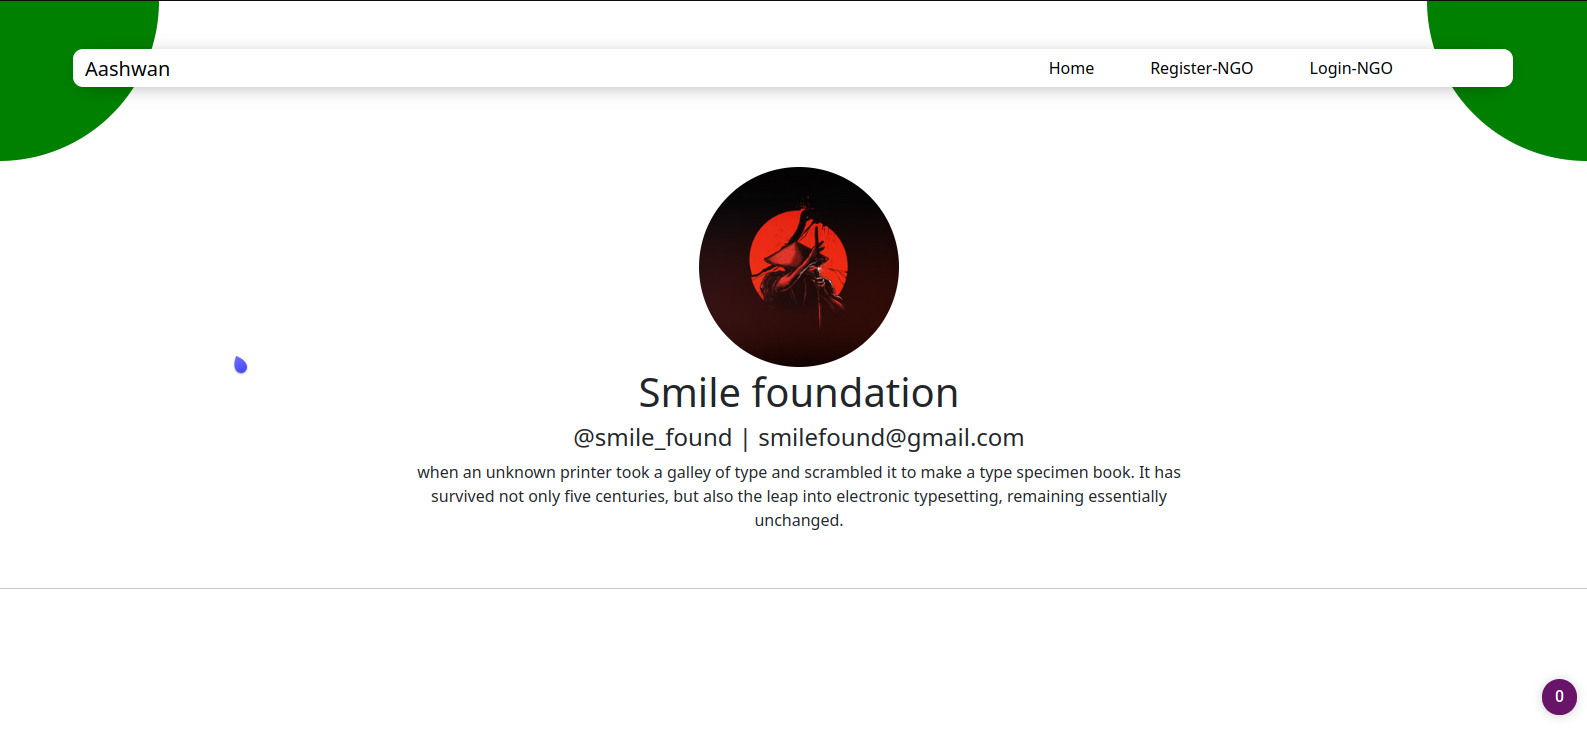 Aashwan
Home
Register-NGO
Login-NGO
Smile foundation
@smile_found | smilefound@gmail.com
when an unknown printer took a galley of type and scrambled it to make a type specimen book. It has
survived not only five centuries, but also the leap into electronic typesetting, remaining essentially
unchanged.
0